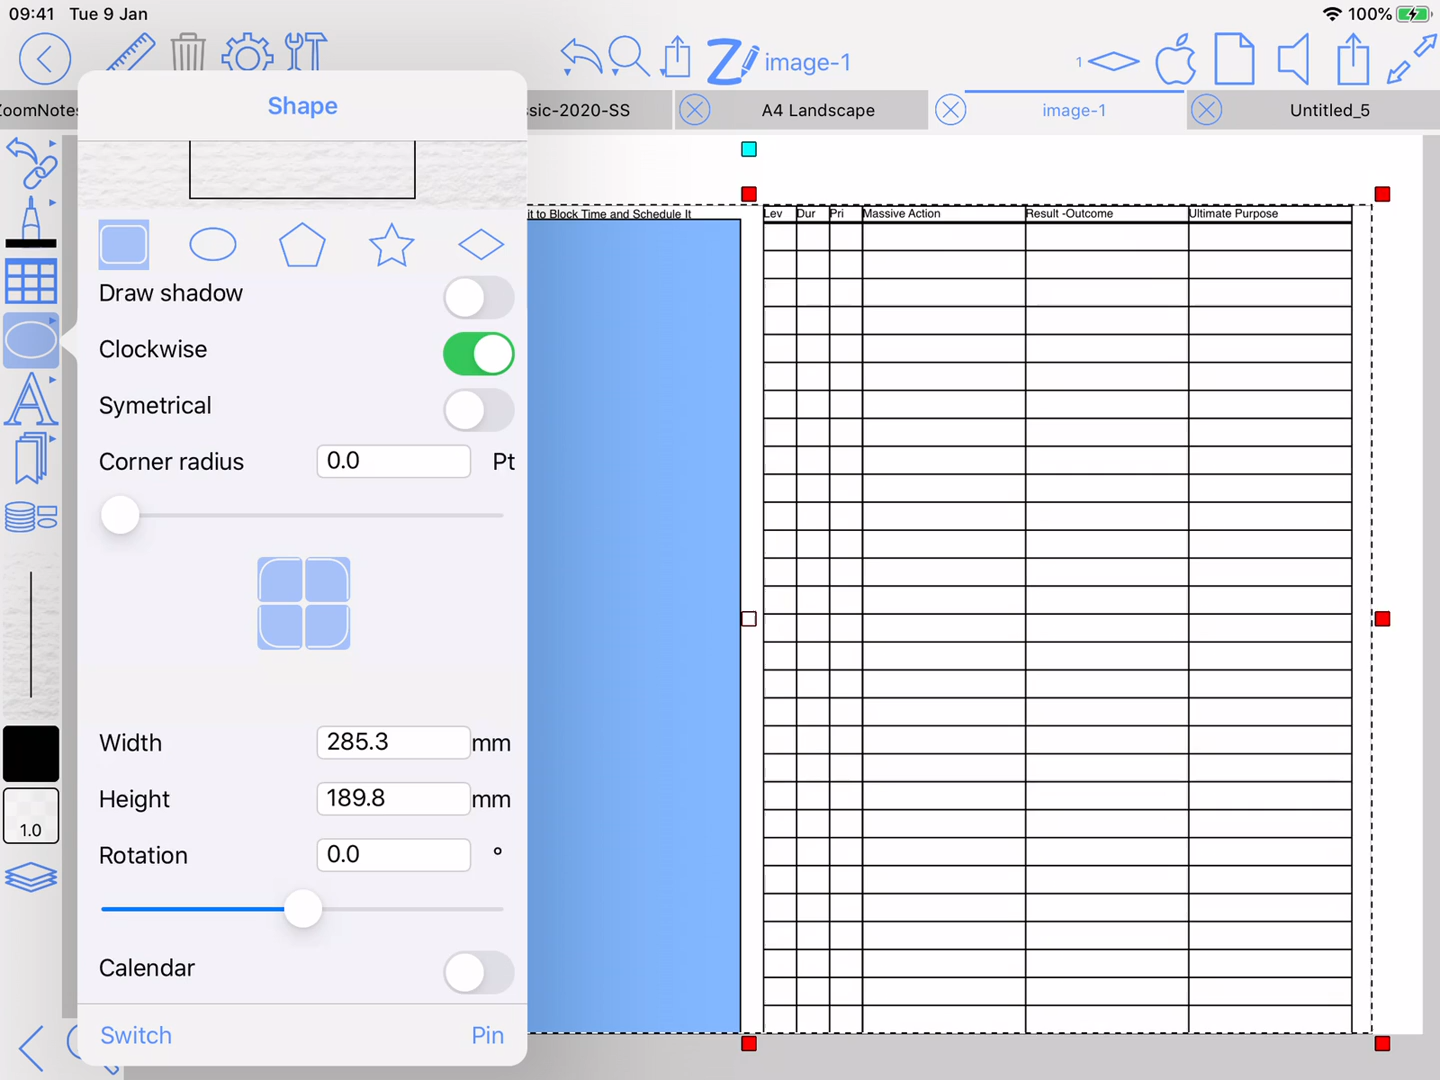 09:41 Tue 9 Jan 100%
image-1 1
ZoomNotes sic-2020-SS A4 Landscape image-1 Untitled_5
Shape
it to Block Time and Schedule It
Lev Dur Pri Massive Action Result -Outcome Ultimate Purpose
Draw shadow
Clockwise
Symetrical
Corner radius 0.0 Pt
Width 285.3 mm
Height 189.8 mm
1.0
Rotation 0.0 °
Calendar
Switch Pin